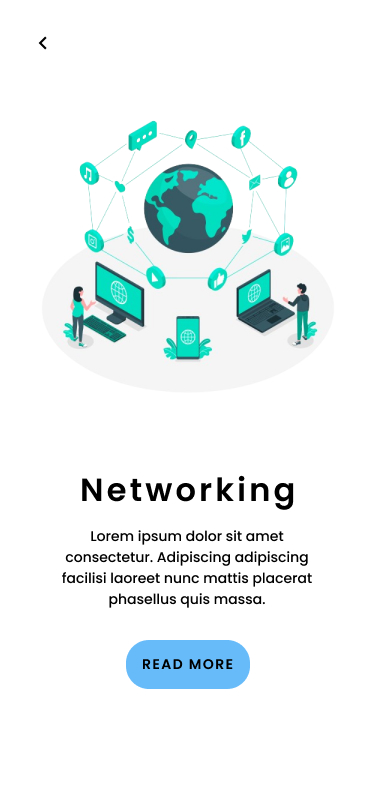 Networking
Lorem ipsum dolor sit amet
consectetur. Adipiscing adipiscing
facilisi laoreet nunc mattis placerat
phasellus quis massa.
READ MORE